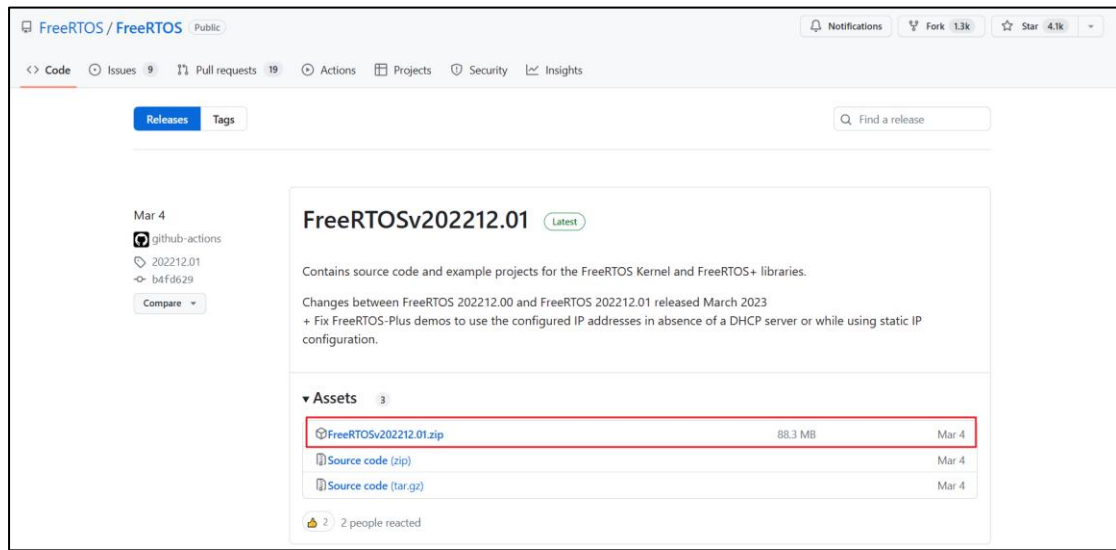 FreeRTOS / FreeRTOS Public
Notifications Fork 1.3k Star 4.1k
<> Code Issues 9 Pull requests 19 Actions Projects Security Insights
Releases Tags
Find a release
Mar 4
github-actions
202212.01
b4fd629
Compare
FreeRTOSv202212.01 Latest
Contains source code and example projects for the FreeRTOS Kernel and FreeRTOS+ libraries.
Changes between FreeRTOS 202212.00 and FreeRTOS 202212.01 released March 2023
+ Fix FreeRTOS-Plus demos to use the configured IP addresses in absence of a DHCP server or while using static IP
configuration.
Assets 3
FreeRTOSv202212.01.zip 88.3 MB Mar 4
Source code (zip) Mar 4
Source code (tar.gz) Mar 4
2 2 people reacted